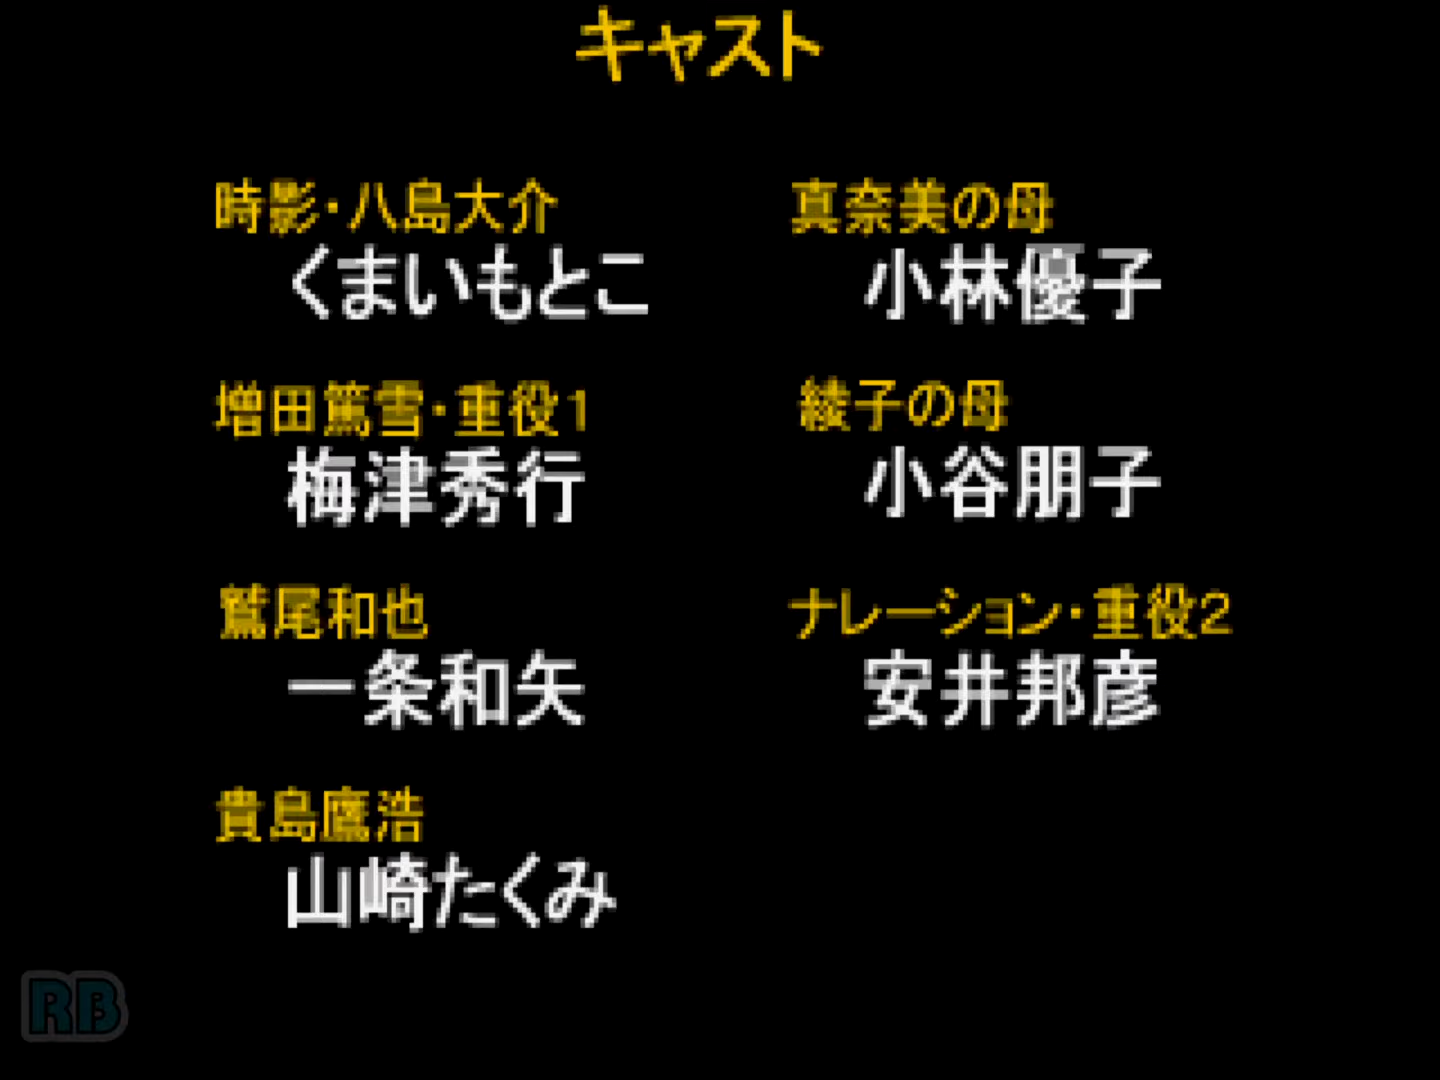 キャスト
時影・八島大介
くまいもとこ
増田篤雪・重役1
梅津秀行
鷲尾和也
一条和矢
貴島鷹浩
山崎たくみ
真奈美の母
小林優子
綾子の母
小谷朋子
ナレーション・重役2
安井邦彦
RB